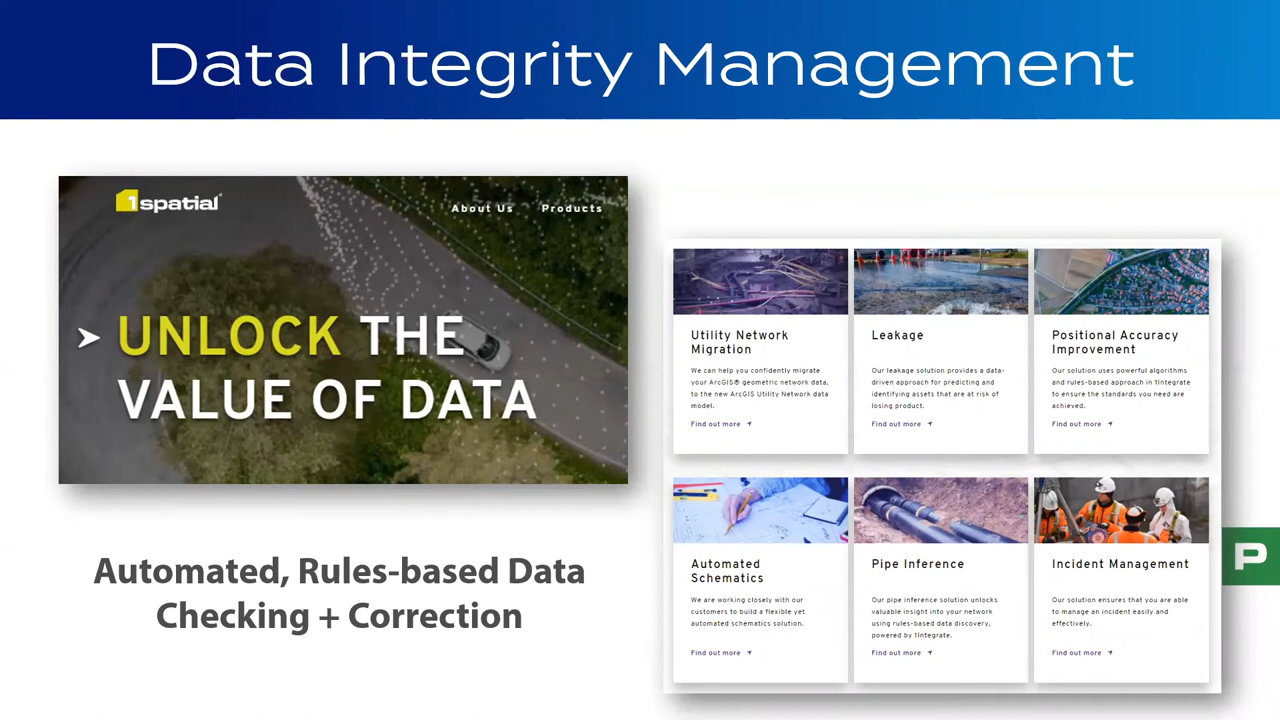 Data Integrity Management
1spatial
About Us Products
UNLOCK THE
VALUE OF DATA
Automated, Rules-based Data
Checking + Correction
Utility Network
Migration
We can help you confidently migrate
your ArcGIS® geometric network data,
to the new ArcGIS Utility Network data
model.
Find out more
Leakage
Our leakage solution provides a data-
driven approach for predicting and
identifying assets that are at risk of
losing product.
Find out more
Positional Accuracy
Improvement
Our solution uses powerful algorithms
and rules-based approach in 1Integrate
to ensure the standards you need are
achieved.
Find out more
Automated
Schematics
We are working closely with our
customers to build a flexible yet
automated schematics solution.
Find out more
Pipe Inference
Our pipe inference solution unlocks
valuable insight into your network
using rules-based data discovery,
powered by 1Integrate.
Find out more
Incident Management
Our solution ensures that you are able
to manage an incident easily and
effectively.
Find out more
P